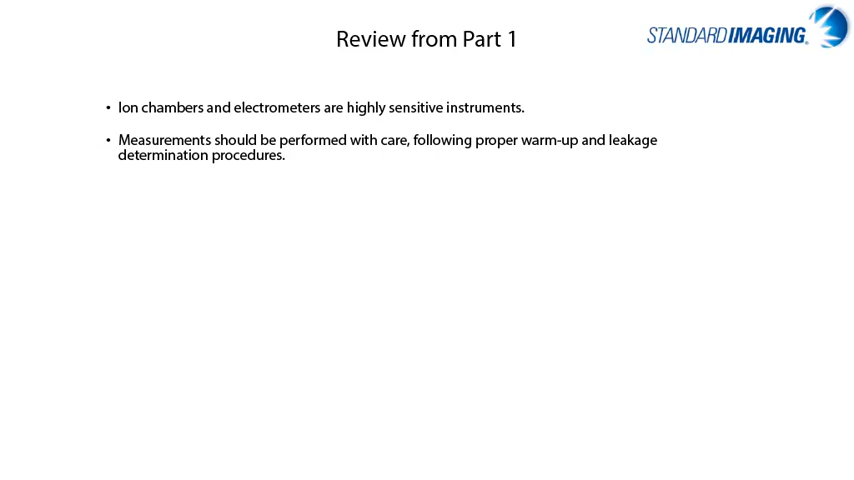 Review from Part 1
STANDARD IMAGING®
• Ion chambers and electrometers are highly sensitive instruments.
• Measurements should be performed with care, following proper warm-up and leakage
determination procedures.